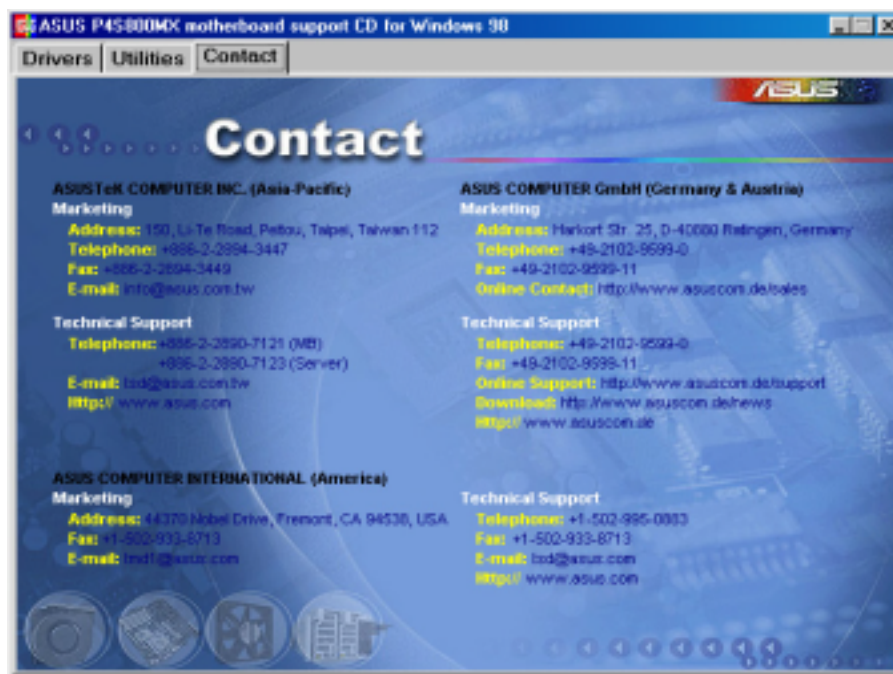 ASUS P4S800MX motherboard support CD for Windows 98
Drivers Utilities Contact
ASUS
Contact
ASUSTeK COMPUTER INC. (Asia-Pacific)
Marketing
Address: 150, Li-Te Road, Peitou, Taipei, Taiwan 112
Telephone: +886-2-2894-3447
Fax: +886-2-2894-3449
E-mail: info@asus.com.tw
Technical Support
Telephone: +886-2-2890-7121 (MB)
+886-2-2890-7123 (Server)
E-mail: tsd@asus.com.tw
Http:// www.asus.com
ASUS COMPUTER GmbH (Germany & Austria)
Marketing
Address: Harkort Str. 25, D-40880 Ratingen, Germany
Telephone: +49-2102-9599-0
Fax: +49-2102-9599-11
Online Contact: http://www.asuscom.de/sales
Technical Support
Telephone: +49-2102-9599-0
Fax: +49-2102-9599-11
Online Support: http://www.asuscom.de/support
Download: http://www.asuscom.de/news
Http:// www.asuscom.de
ASUS COMPUTER INTERNATIONAL (America)
Marketing
Address: 44370 Nobel Drive, Fremont, CA 94538, USA
Fax: +1-502-933-8713
E-mail: tmd1@asus.com
Technical Support
Telephone: +1-502-995-0883
Fax: +1-502-933-8713
E-mail: tsd@asus.com
Http:// www.asus.com